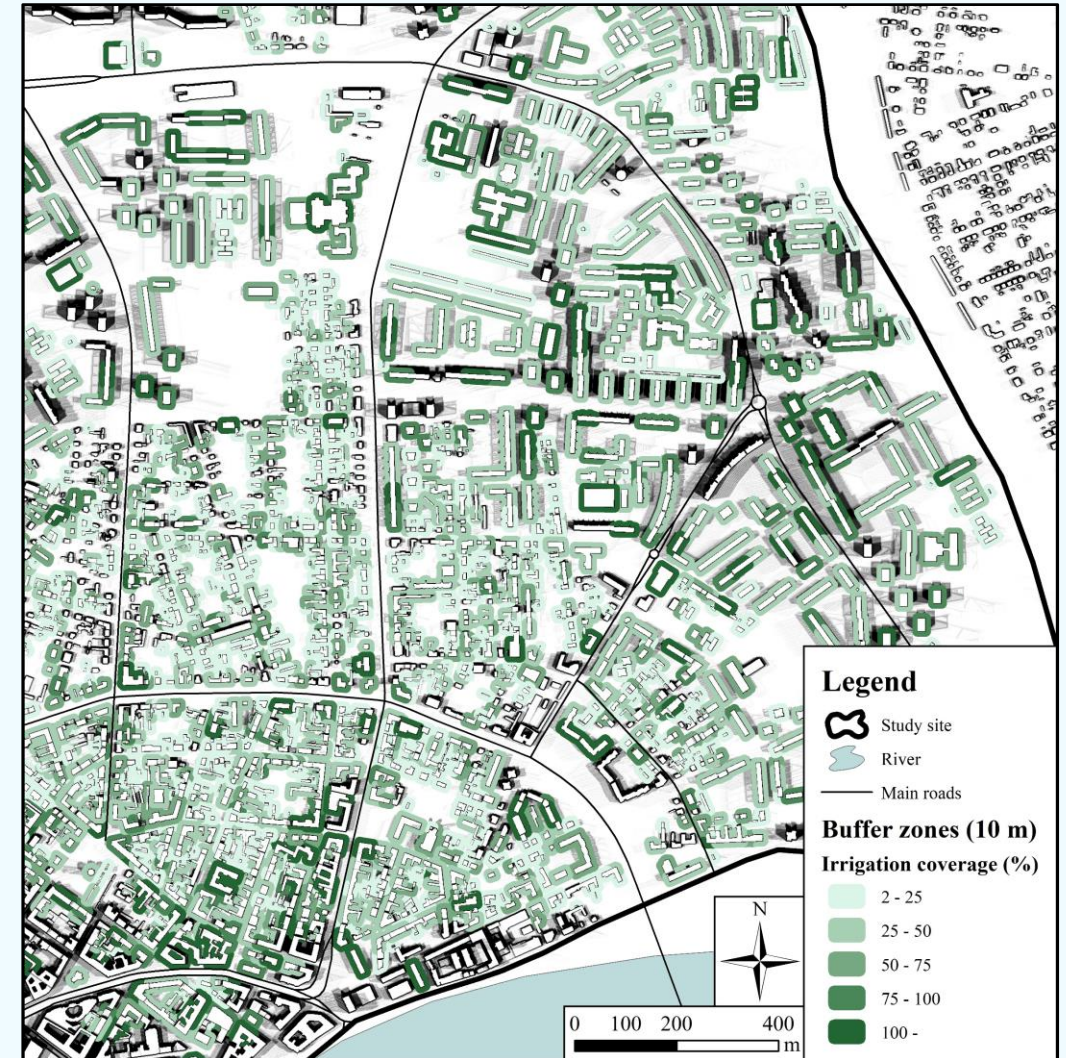 Legend
Study site
River
Main roads
Buffer zones (10 m)
Irrigation coverage (%)
2 - 25
25 - 50
50 - 75
75 - 100
100 -
N
0 100 200 400
m